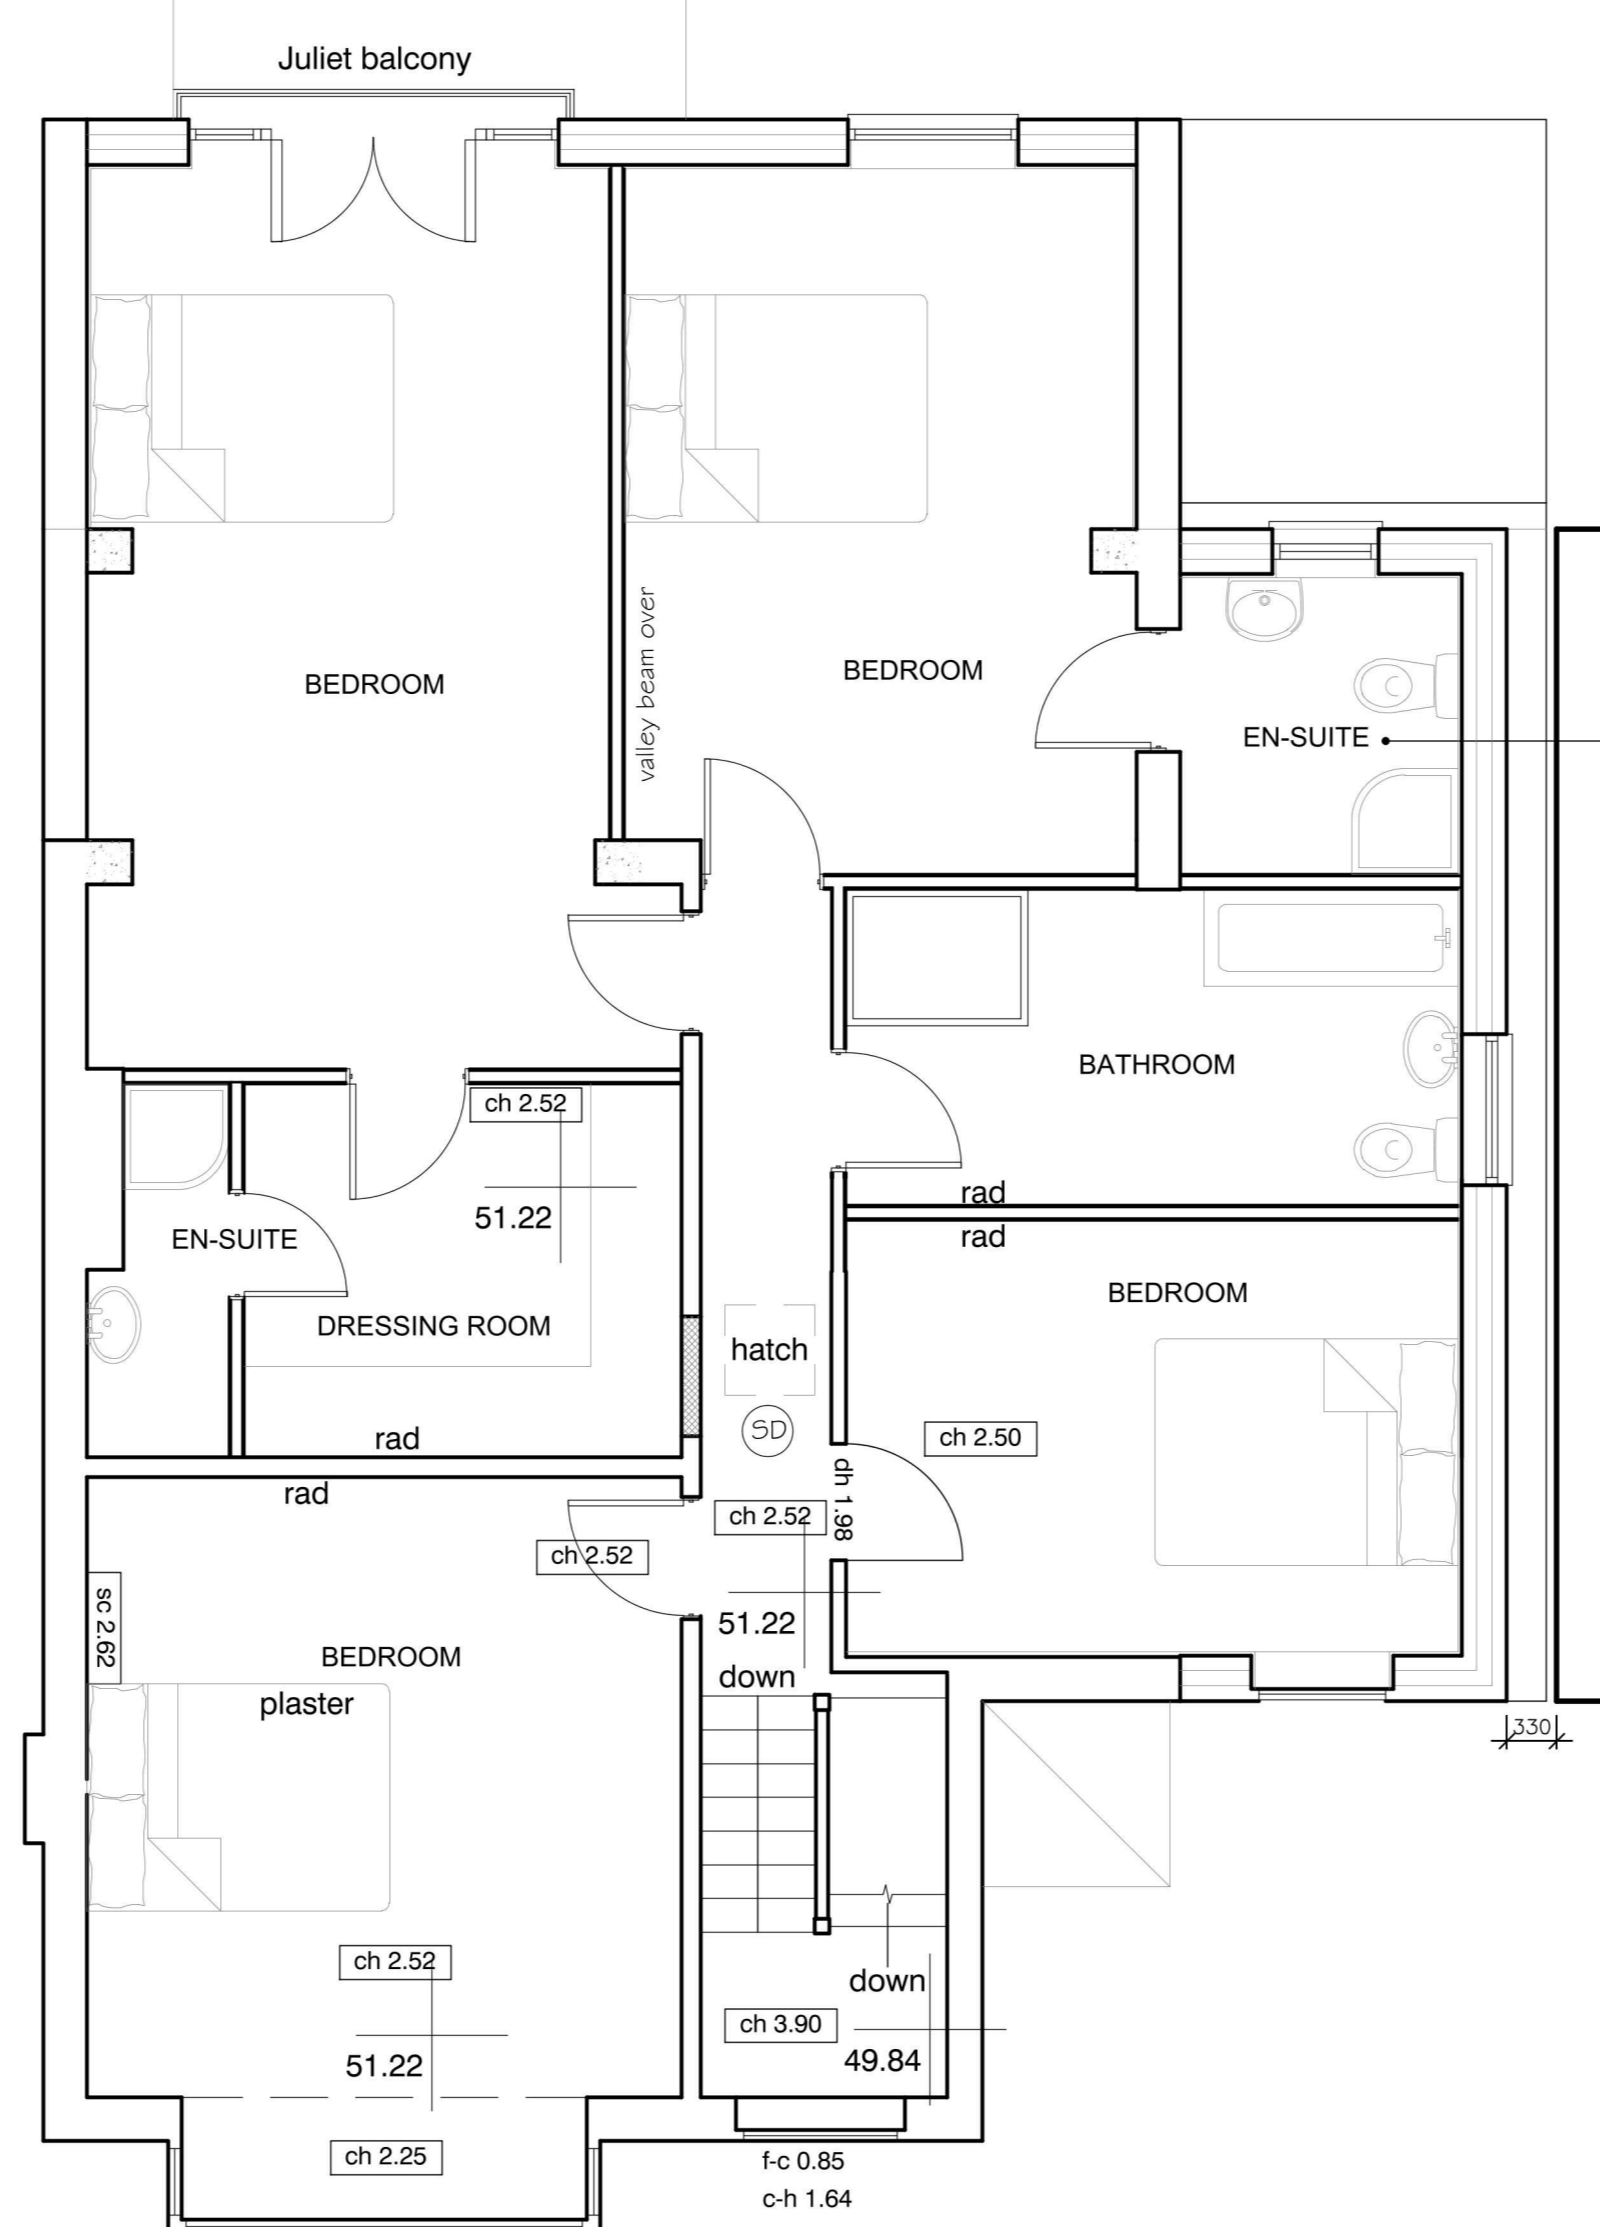 Juliet balcony
valley beam over
BEDROOM
BEDROOM
EN-SUITE
BATHROOM
ch 2.52
51.22
rad
rad
EN-SUITE
DRESSING ROOM
BEDROOM
hatch
SD
rad
rad
ch 2.50
dh 1.98
ch 2.52
ch 2.52
sc 2.62
51.22
BEDROOM
down
plaster
330
ch 2.52
down
ch 3.90
51.22
49.84
ch 2.25
f-c 0.85
c-h 1.64